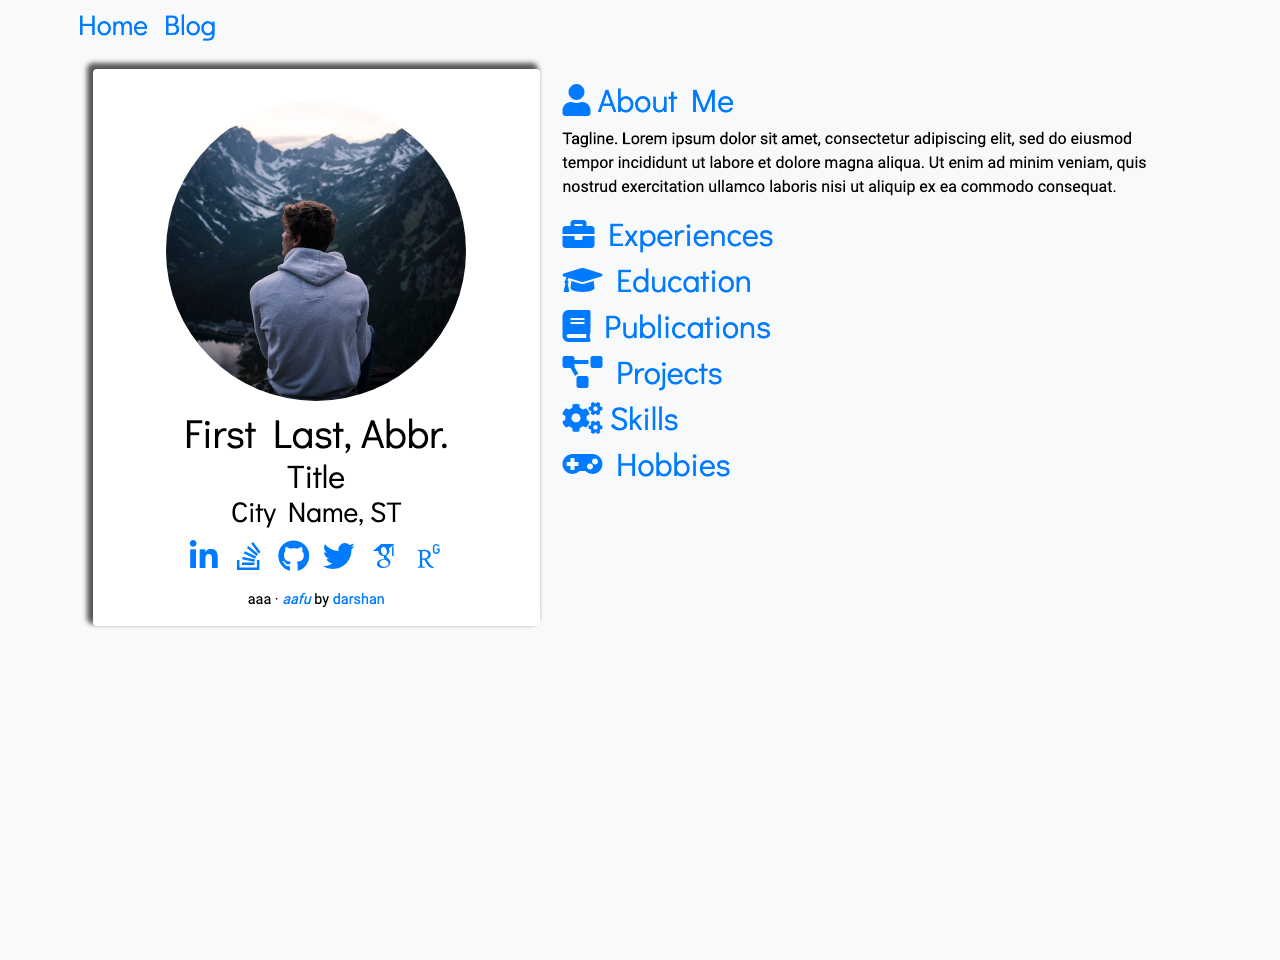 Home Blog
First Last, Abbr.
Title
City Name, ST
aaa · aafu by darshan
About Me
Tagline. Lorem ipsum dolor sit amet, consectetur adipiscing elit, sed do eiusmod
tempor incididunt ut labore et dolore magna aliqua. Ut enim ad minim veniam, quis
nostrud exercitation ullamco laboris nisi ut aliquip ex ea commodo consequat.
Experiences
Education
Publications
Projects
Skills
Hobbies